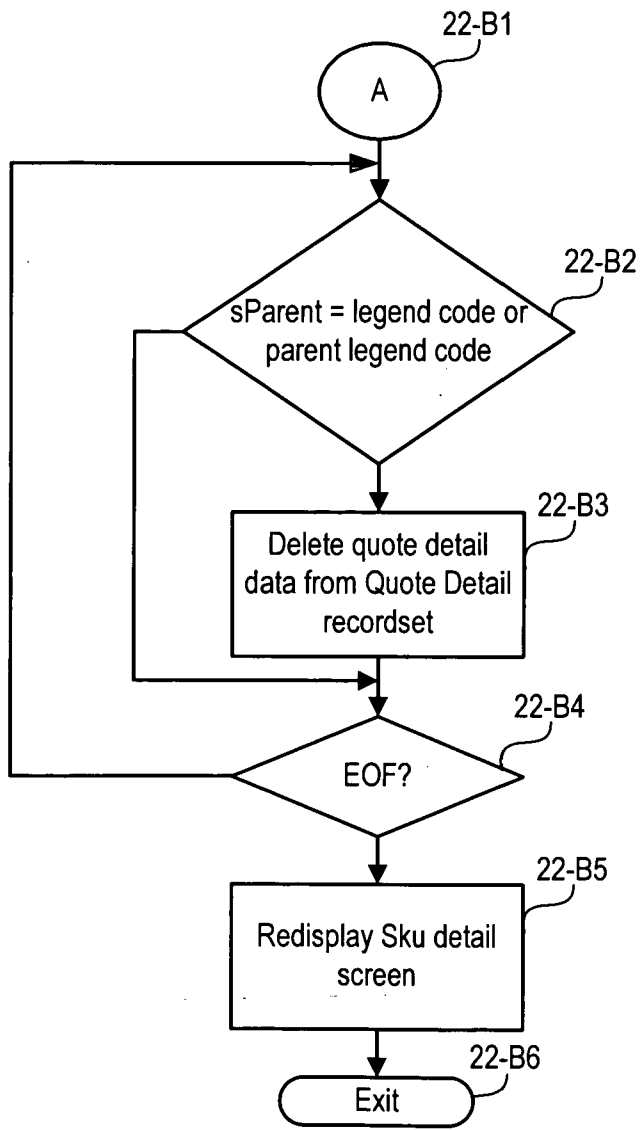 22-B1
A
22-B2
sParent = legend code or
parent legend code
22-B3
Delete quote detail
data from Quote Detail
recordset
22-B4
EOF?
22-B5
Redisplay Sku detail
screen
22-B6
Exit